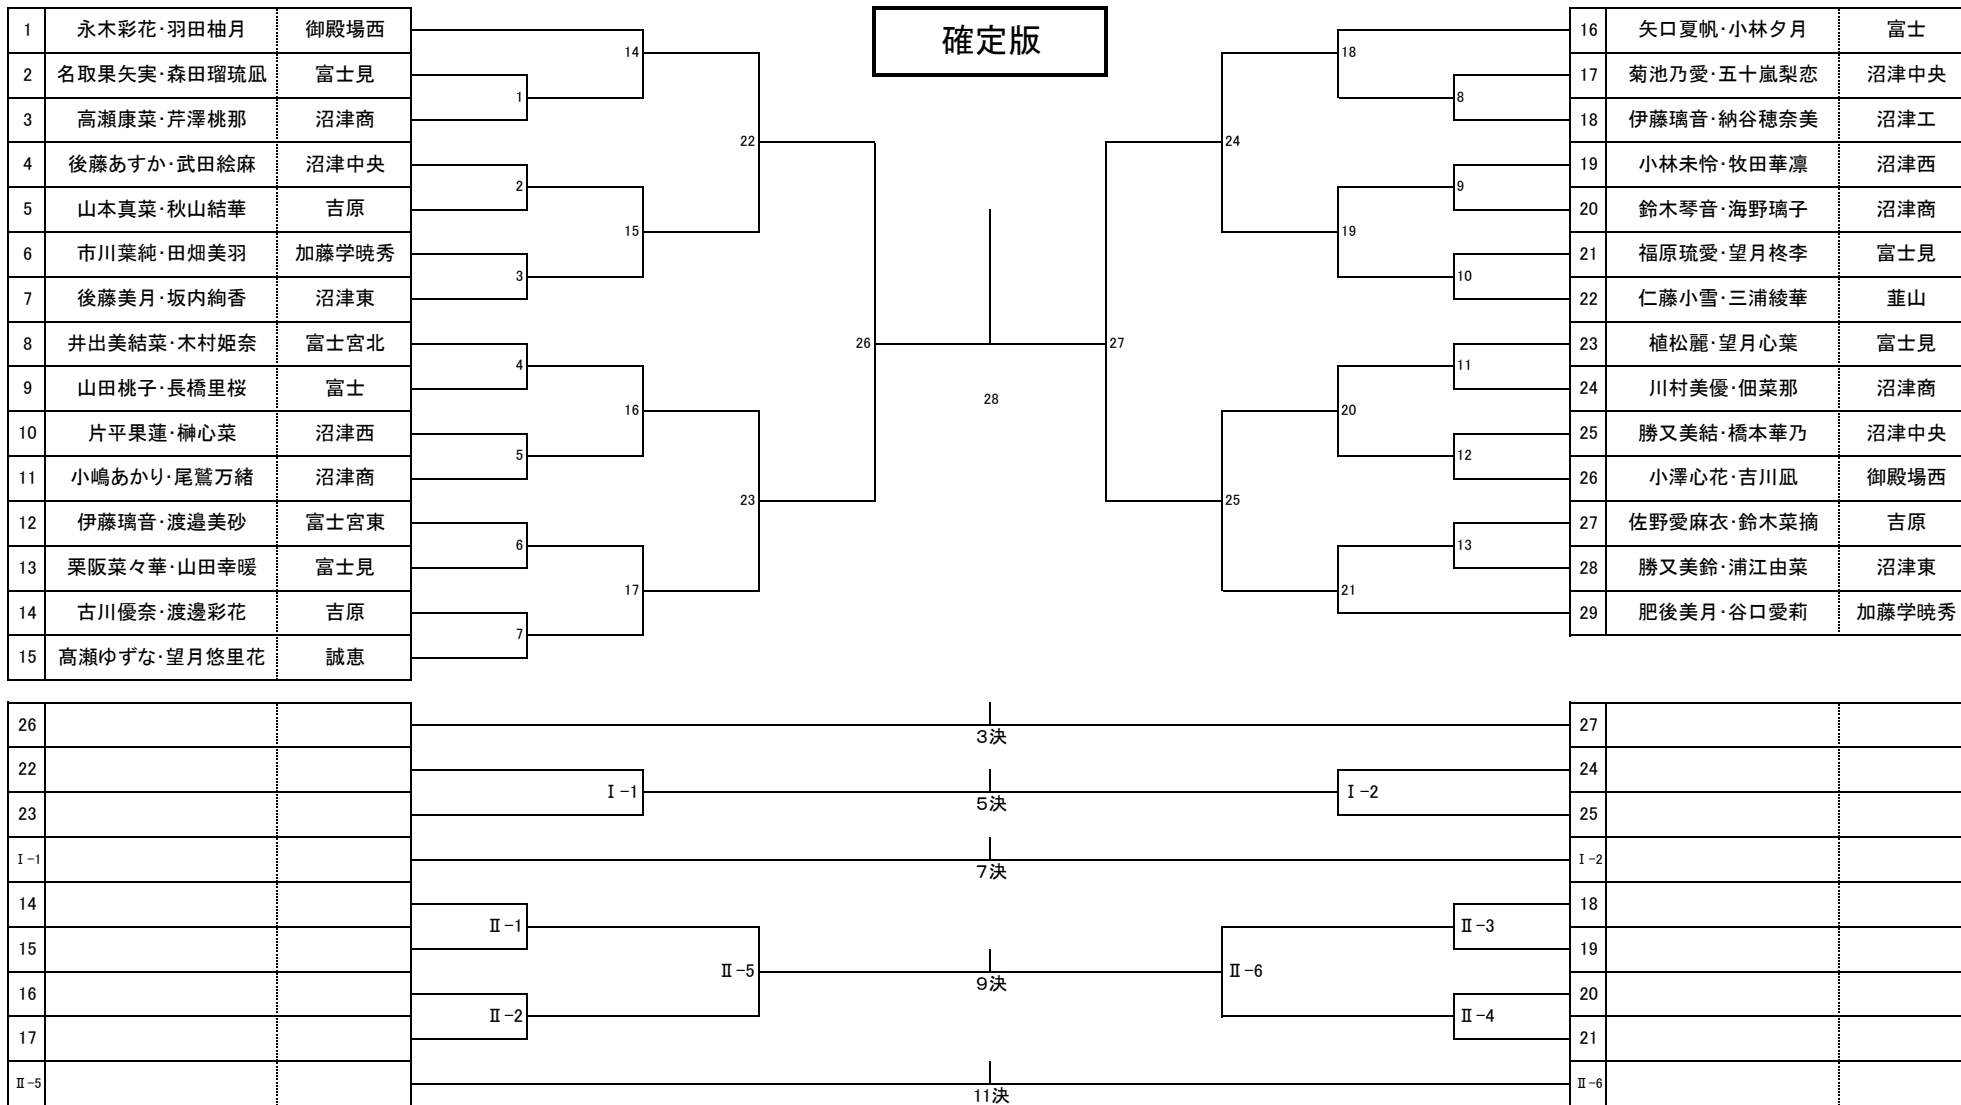 確定版
1 永木彩花·羽田柚月 御殿場西
2 名取果矢実·森田瑠琉凪 富士見
3 高瀬康菜·芹澤桃那 沼津商
4 後藤あすか·武田絵麻 沼津中央
5 山本真菜·秋山結華 吉原
6 市川葉純·田畑美羽 加藤学暁秀
7 後藤美月·坂内絢香 沼津東
8 井出美結菜·木村姫奈 富士宮北
9 山田桃子·長橋里桜 富士
10 片平果蓮·榊心菜 沼津西
11 小嶋あかり·尾鷲万緒 沼津商
12 伊藤璃音·渡邉美砂 富士宮東
13 栗阪菜々華·山田幸暖 富士見
14 古川優奈·渡邊彩花 吉原
15 髙瀬ゆずな·望月悠里花 誠恵
1
2
3
4
5
6
7
14
15
16
17
22
23
26
28
27
24
25
18
19
20
21
8
9
10
11
12
13
16 矢口夏帆·小林夕月 富士
17 菊池乃愛·五十嵐梨恋 沼津中央
18 伊藤璃音·納谷穂奈美 沼津工
19 小林未怜·牧田華凛 沼津西
20 鈴木琴音·海野璃子 沼津商
21 福原琉愛·望月柊李 富士見
22 仁藤小雪·三浦綾華 韮山
23 植松麗·望月心葉 富士見
24 川村美優·佃菜那 沼津商
25 勝又美結·橋本華乃 沼津中央
26 小澤心花·吉川凪 御殿場西
27 佐野愛麻衣·鈴木菜摘 吉原
28 勝又美鈴·浦江由菜 沼津東
29 肥後美月·谷口愛莉 加藤学暁秀
26 3決 27
22 24
Ⅰ-1 5決 Ⅰ-2
23 25
Ⅰ-1 7決 Ⅰ-2
14 18
Ⅱ-1 Ⅱ-3
15 19
Ⅱ-5 9決 Ⅱ-6
16 20
Ⅱ-2 Ⅱ-4
17 21
Ⅱ-5 11決 Ⅱ-6